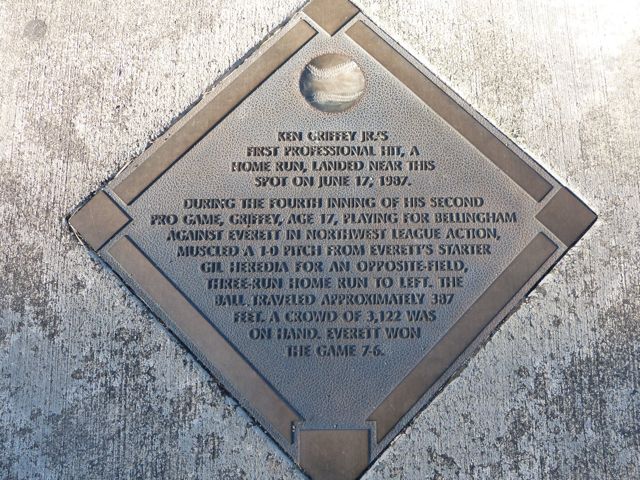 KEN GRIFFEY JR.'S
FIRST PROFESSIONAL HIT, A
HOME RUN, LANDED NEAR THIS
SPOT ON JUNE 17, 1987.
DURING THE FOURTH INNING OF HIS SECOND
PRO GAME, GRIFFEY, AGE 17, PLAYING FOR BELLINGHAM
AGAINST EVERETT IN NORTHWEST LEAGUE ACTION,
MUSCLED A 1-0 PITCH FROM EVERETT'S STARTER
GIL HEREDIA FOR AN OPPOSITE-FIELD,
THREE-RUN HOME RUN TO LEFT. THE
BALL TRAVELED APPROXIMATELY 387
FEET. A CROWD OF 3,122 WAS
ON HAND. EVERETT WON
THE GAME 7-6.